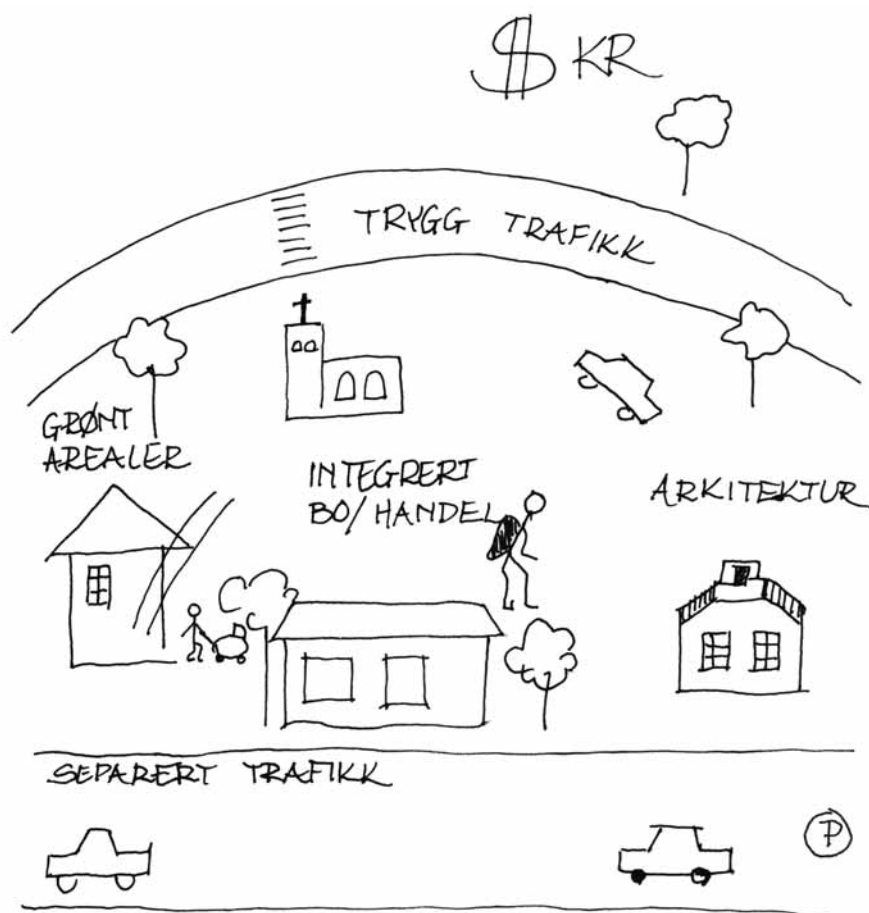 $ KR
TRYGG TRAFIKK
GRØNT
AREALER
INTEGRERT
BO/HANDEL
ARKITEKTUR
SEPARERT TRAFIKK
P